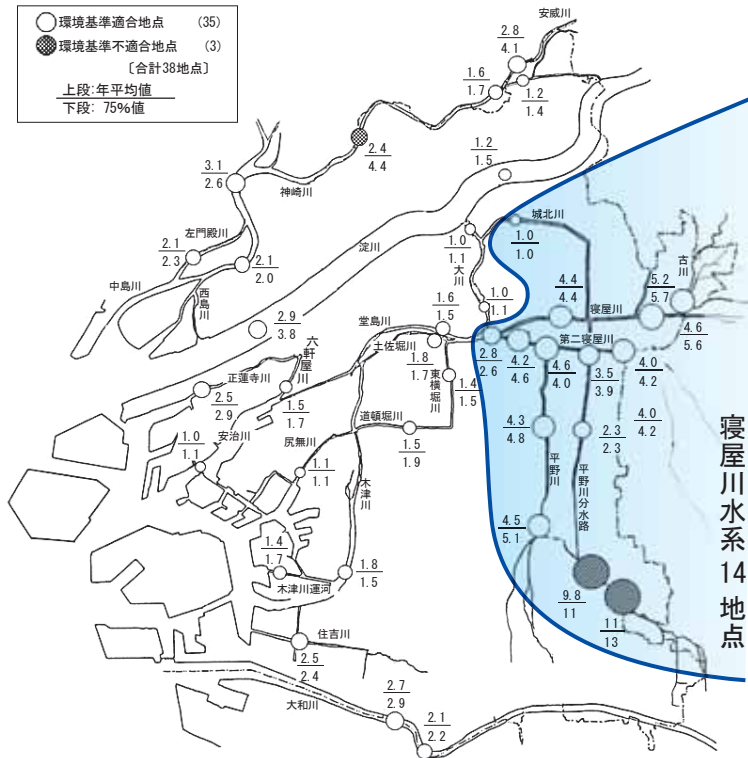 環境基準適合地点 (35)
環境基準不適合地点 (3)
〔合計38地点〕
上段:年平均値
下段: 75%値
安威川
2.8
4.1
1.6
1.7
1.2
1.4
2.4
4.4
1.2
1.5
3.1
2.6
神崎川
城北川
1.0
1.0
左門殿川
2.1
2.3
淀川
1.0
1.1
大川
古川
中島川
西島川
2.1
2.0
4.4
4.4
5.2
5.7
寝屋川
1.0
1.1
2.9
3.8
1.6
1.5
堂島川
4.6
5.6
六軒屋川
土佐堀川
第二寝屋川
1.8
1.7
2.8
2.6
4.2
4.6
4.6
4.0
3.5
3.9
4.0
4.2
正蓮寺川
2.5
2.9
1.5
1.7
東横堀川
1.4
1.5
4.0
4.2
道頓堀川
1.5
1.9
4.3
4.8
2.3
2.3
安治川
1.0
1.1
尻無川
1.1
1.1
平野川
平野川分水路
木津川
4.5
5.1
寝屋川水系14地点
1.4
1.7
1.8
1.5
木津川運河
9.8
11
11
13
住吉川
2.5
2.4
大和川
2.7
2.9
2.1
2.2